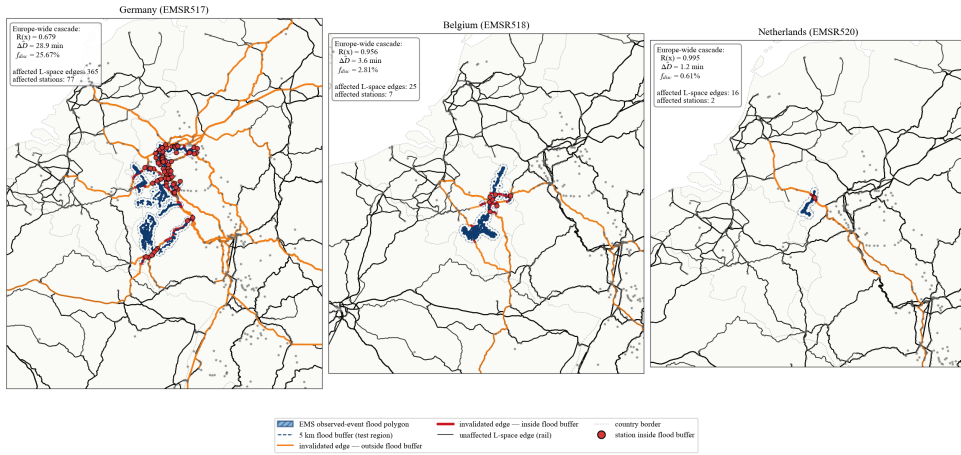 Germany (EMSR517)
Europe-wide cascade:
R(x) = 0.679
ΔD̄ = 28.9 min
f_disc = 25.67%
affected L-space edges: 365
affected stations: 77
Belgium (EMSR518)
Europe-wide cascade:
R(x) = 0.956
ΔD̄ = 3.6 min
f_disc = 2.81%
affected L-space edges: 25
affected stations: 7
Netherlands (EMSR520)
Europe-wide cascade:
R(x) = 0.995
ΔD̄ = 1.2 min
f_disc = 0.61%
affected L-space edges: 16
affected stations: 2
EMS observed-event flood polygon
5 km flood buffer (test region)
invalidated edge — outside flood buffer
invalidated edge — inside flood buffer
unaffected L-space edge (rail)
country border
station inside flood buffer